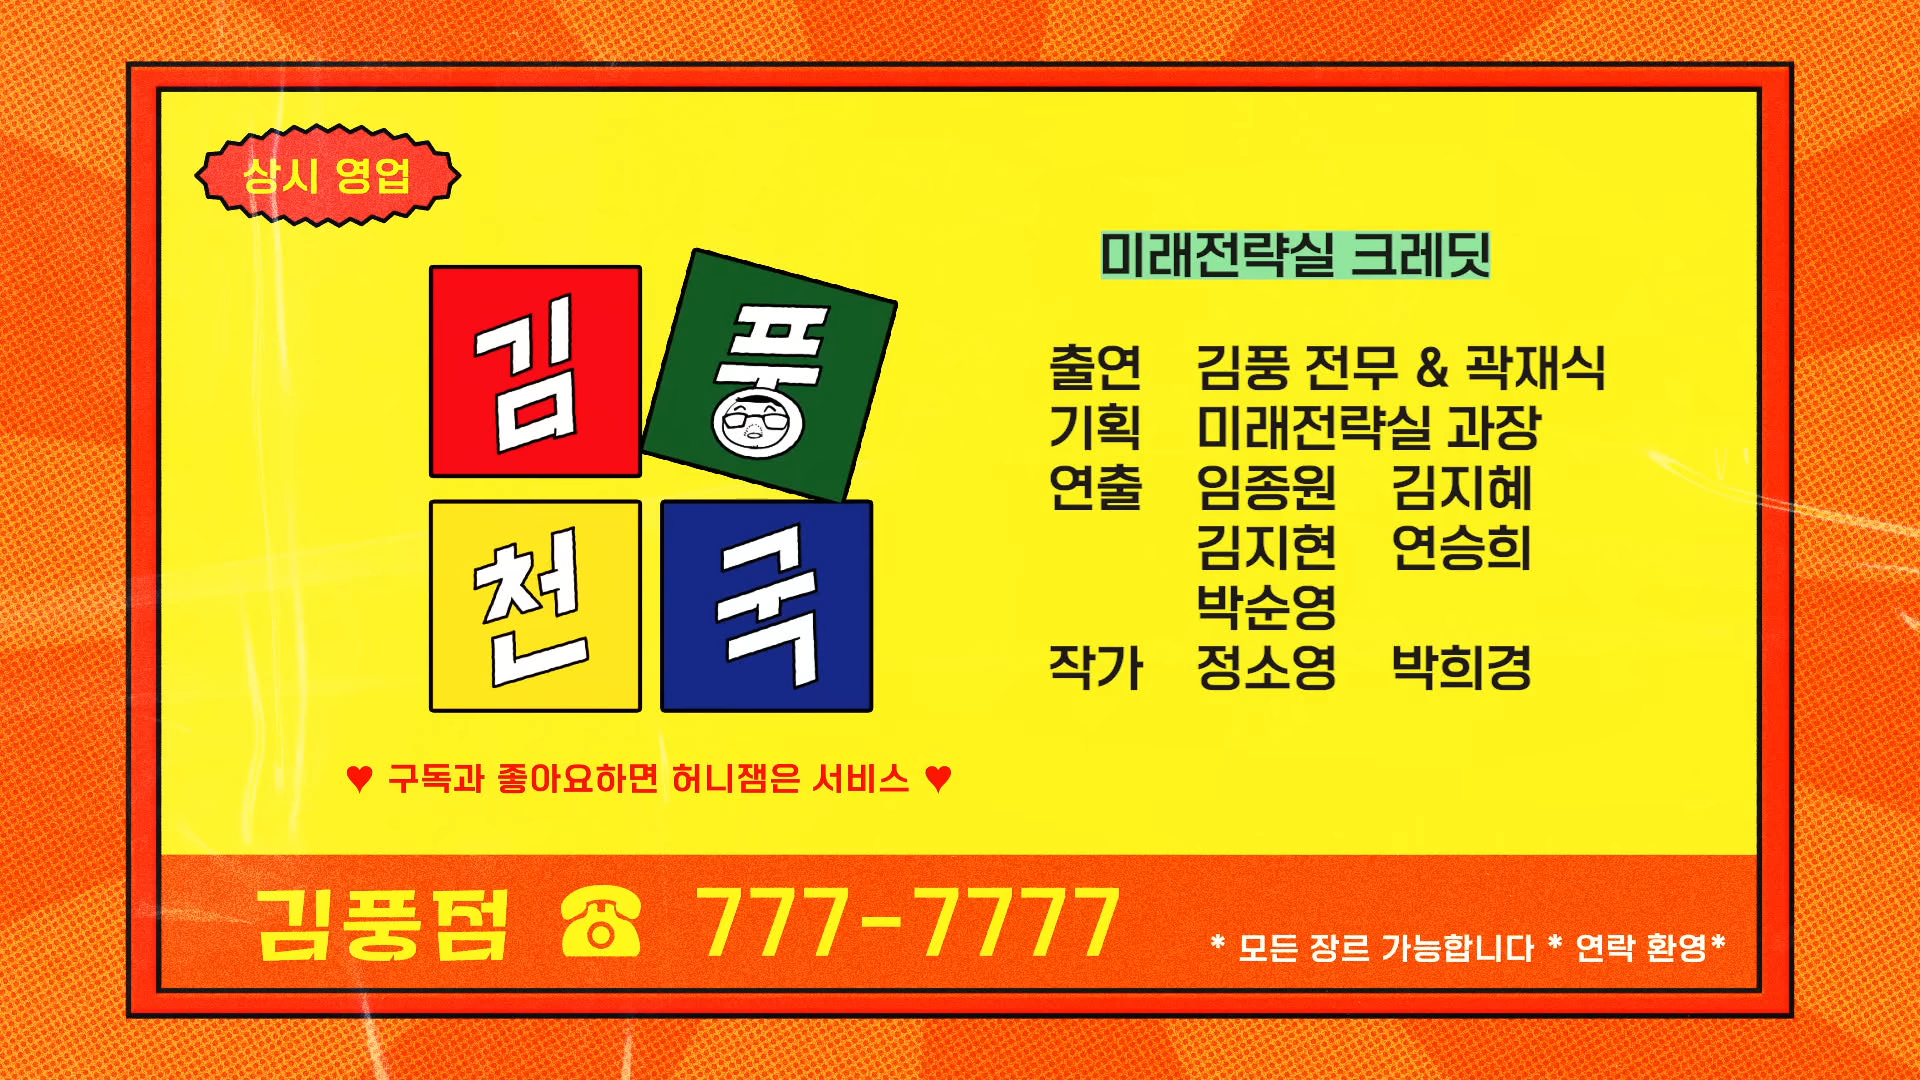 상시 영업
김풍
천국
♥ 구독과 좋아요하면 허니잼은 서비스 ♥
미래전략실 크레딧
출연 김풍 전무 & 곽재식
기획 미래전략실 과장
연출 임종원 김지혜
김지현 연승희
박순영
작가 정소영 박희경
김풍점 ☎ 777-7777
* 모든 장르 가능합니다 * 연락 환영*